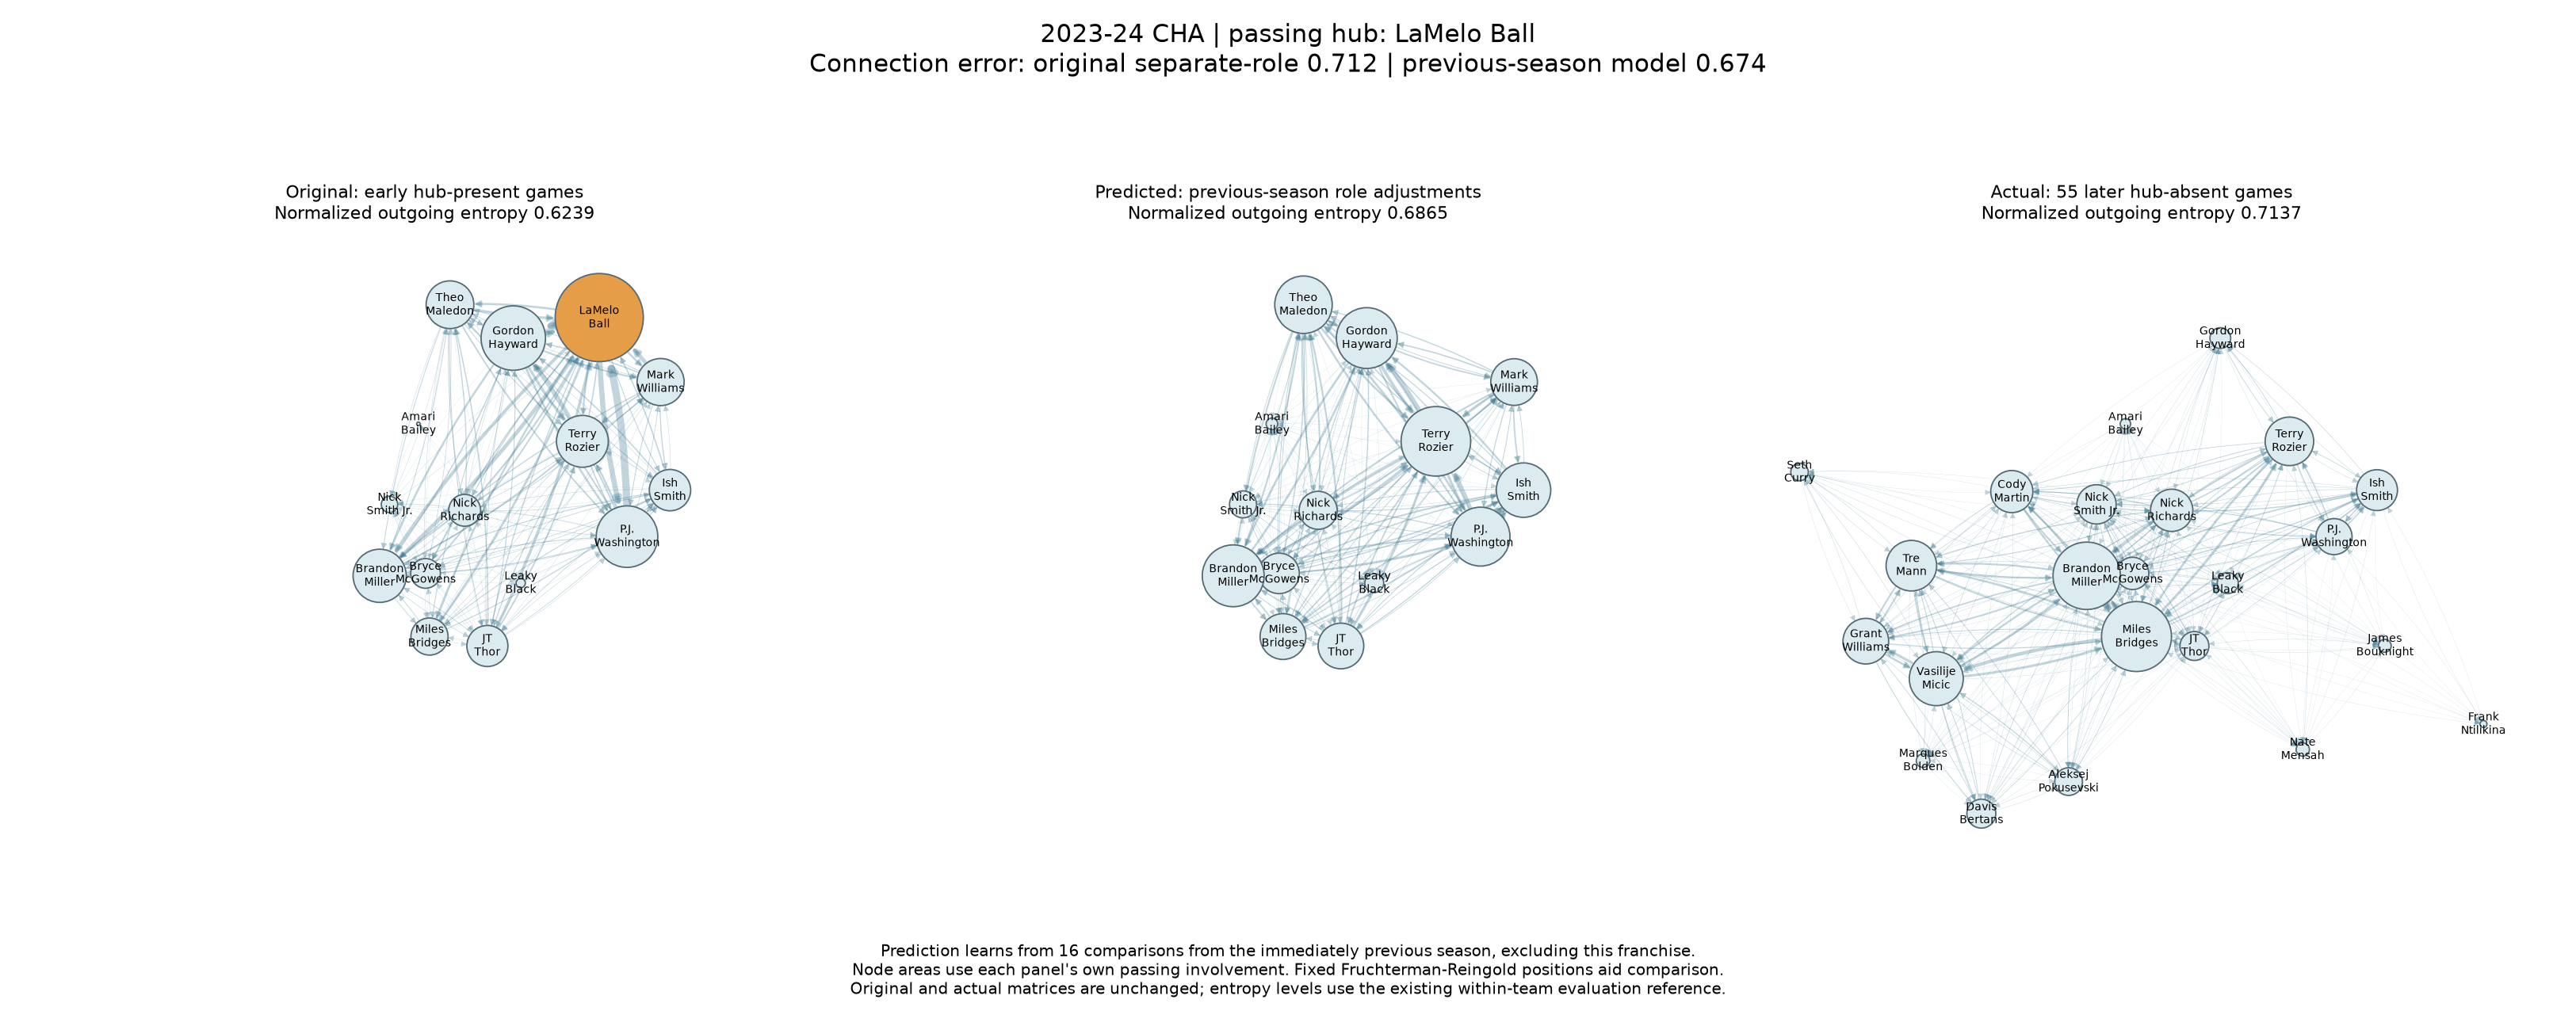 2023-24 CHA | passing hub: LaMelo Ball
Connection error: original separate-role 0.712 | previous-season model 0.674
Original: early hub-present games
Normalized outgoing entropy 0.6239
Theo
Maledon
Gordon
Hayward
LaMelo
Ball
Mark
Williams
Amari
Bailey
Terry
Rozier
Ish
Smith
Nick
Smith Jr.
Nick
Richards
P.J.
Washington
Brandon
Miller
Bryce
McGowens
Leaky
Black
Miles
Bridges
JT
Thor
Predicted: previous-season role adjustments
Normalized outgoing entropy 0.6865
Theo
Maledon
Gordon
Hayward
Mark
Williams
Amari
Bailey
Terry
Rozier
Ish
Smith
Nick
Smith Jr.
Nick
Richards
P.J.
Washington
Brandon
Miller
Bryce
McGowens
Leaky
Black
Miles
Bridges
JT
Thor
Actual: 55 later hub-absent games
Normalized outgoing entropy 0.7137
Gordon
Hayward
Amari
Bailey
Terry
Rozier
Seth
Curry
Cody
Martin
Nick
Smith Jr.
Nick
Richards
Ish
Smith
P.J.
Washington
Tre
Mann
Brandon
Miller
Bryce
McGowens
Leaky
Black
Grant
Williams
Miles
Bridges
JT
Thor
James
Bouknight
Vasilije
Micic
Frank
Ntilikina
Nate
Mensah
Marques
Bolden
Aleksej
Pokusevski
Davis
Bertans
Prediction learns from 16 comparisons from the immediately previous season, excluding this franchise.
Node areas use each panel's own passing involvement. Fixed Fruchterman-Reingold positions aid comparison.
Original and actual matrices are unchanged; entropy levels use the existing within-team evaluation reference.